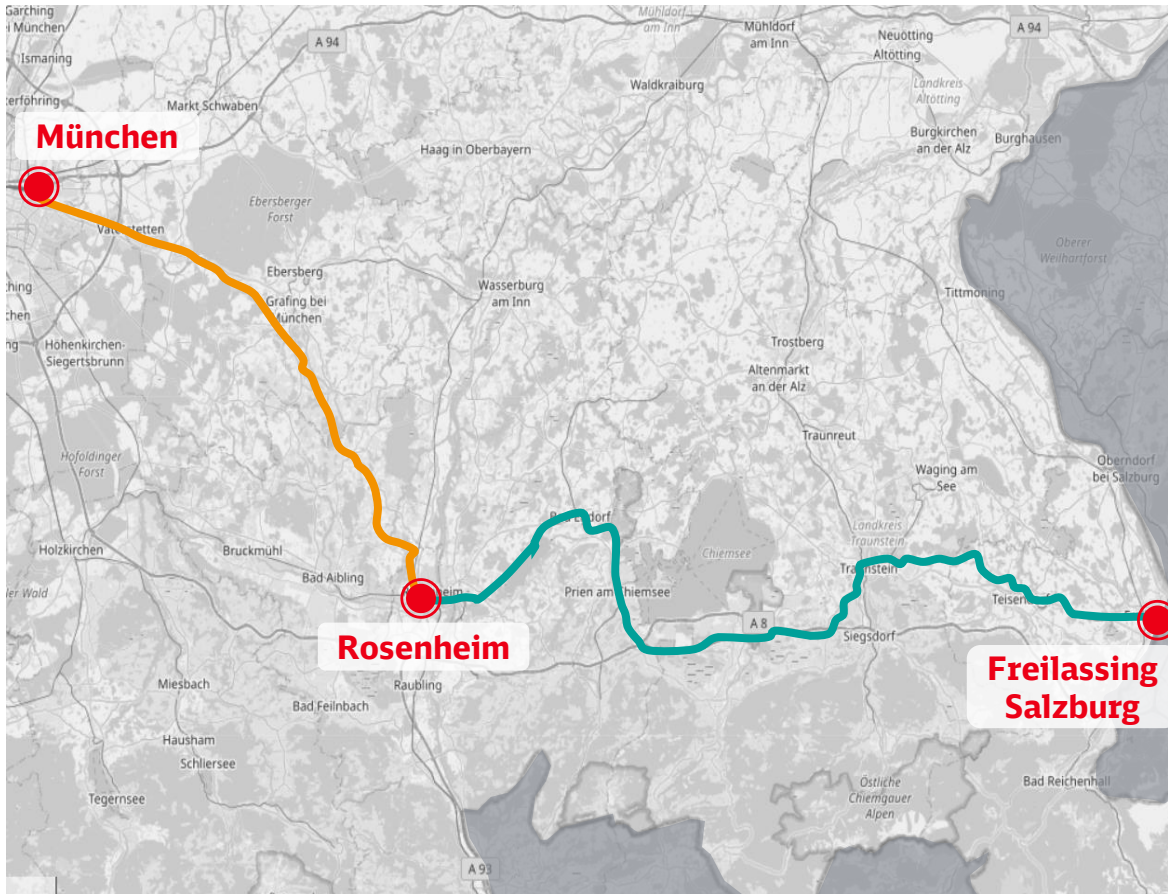 Garching
bei München
Ismaning
A 94
Mühldorf
am Inn
Mühldorf
am Inn
Neuötting
Altötting
A 94
Landkreis
Altötting
Waldkraiburg
Markt Schwaben
München
Haag in Oberbayern
Burgkirchen
an der Alz
Burghausen
Ebersberger
Forst
Oberer
Weilhartforst
Ebersberg
Grafing bei
München
Wasserburg
am Inn
Tittmoning
Höhenkirchen-
Siegertsbrunn
Trostberg
Altenmarkt
an der Alz
Hofoldinger
Forst
Traunreut
Waging am
See
Oberndorf
bei Salzburg
Landkreis
Traunstein
Holzkirchen
Bruckmühl
Bad Aibling
Chiemsee
Traunstein
Prien am Chiemsee
Teisendorf
A 8
Siegsdorf
Rosenheim
Freilassing
Salzburg
Miesbach
Raubling
Bad Feilnbach
Hausham
Schliersee
Tegernsee
Östliche
Chiemgauer
Alpen
Bad Reichenhall
A 93